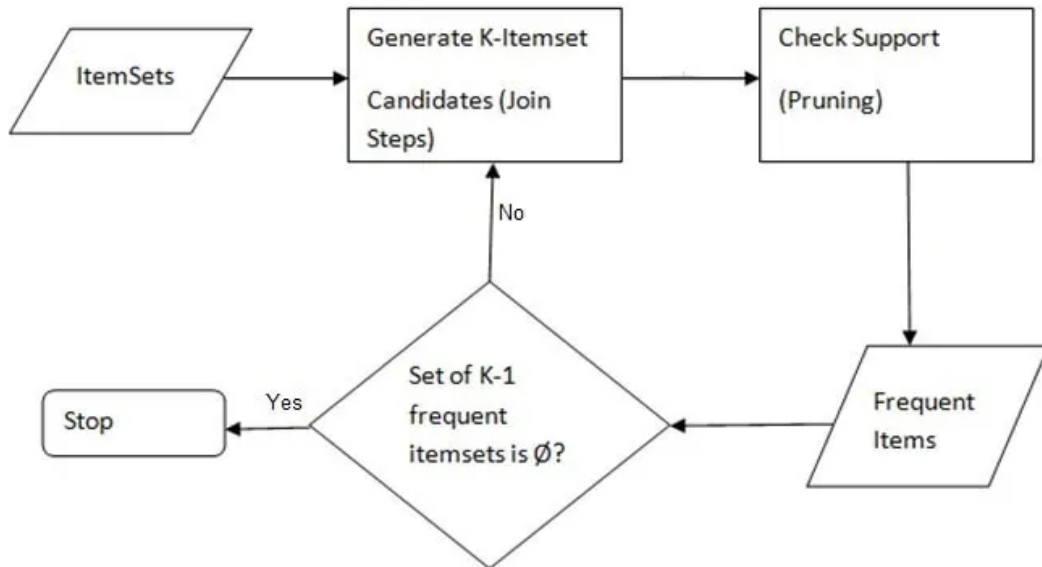 ItemSets
Generate K-Itemset
Candidates (Join
Steps)
Check Support
(Pruning)
No
Set of K-1
frequent
itemsets is Ø?
Yes
Stop
Frequent
Items